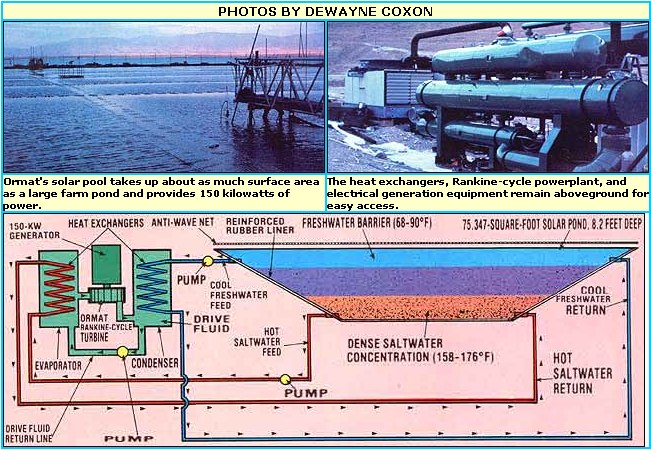 PHOTOS BY DEWAYNE COXON
Ormat's solar pool takes up about as much surface area
as a large farm pond and provides 150 kilowatts of
power.
The heat exchangers, Rankine-cycle powerplant, and
electrical generation equipment remain aboveground for
easy access.
150-KW
GENERATOR
HEAT EXCHANGERS
ANTI-WAVE NET
REINFORCED
RUBBER LINER
FRESHWATER BARRIER (68-90°F)
75.347-SQUARE-FOOT SOLAR POND. 8.2 FEET DEEP
PUMP
COOL
FRESHWATER
FEED
COOL
FRESHWATER
RETURN
ORMAT
RANKINE-CYCLE
TURBINE
DRIVE
FLUID
EVAPORATOR
CONDENSER
HOT
SALTWATER
FEED
DENSE SALTWATER
CONCENTRATION (158-176°F)
HOT
SALTWATER
RETURN
PUMP
DRIVE FLUID
RETURN LINE
PUMP